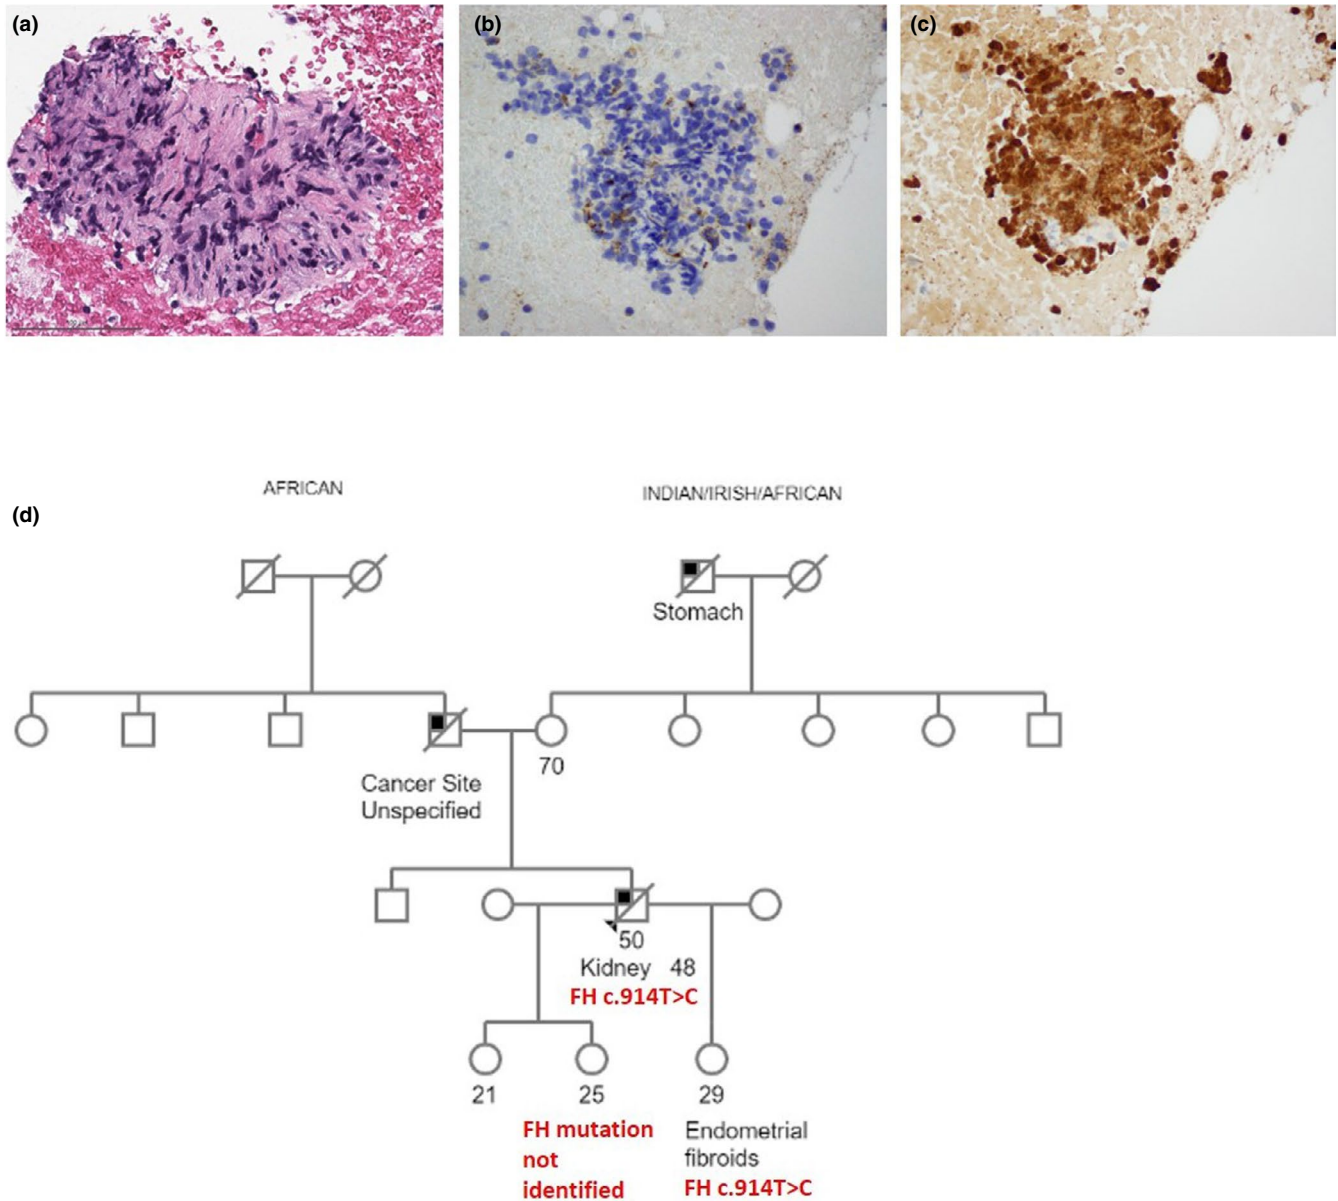 (a)
(b)
(c)
(d)
AFRICAN
INDIAN/IRISH/AFRICAN
Stomach
Cancer Site
Unspecified
70
50
Kidney 48
FH c.914T>C
21
25
29
FH mutation
not
identified
Endometrial
fibroids
FH c.914T>C